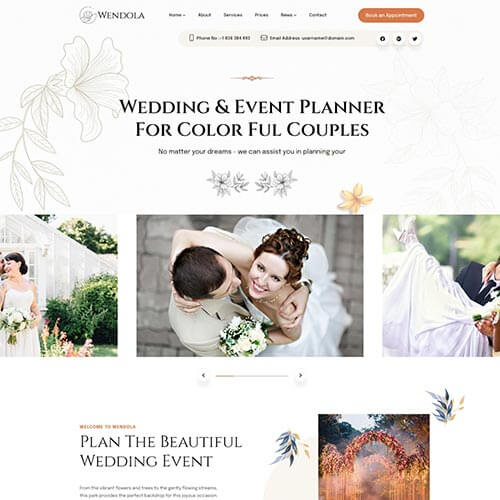 WENDOLA
Home About Services Prices News Contact
Book an Appointment
Phone No : +1 836 384 693 Email Address: username@domain.com
WEDDING & EVENT PLANNER
FOR COLOR FUL COUPLES
No matter your dreams - we can assist you in planning your
WELCOME TO WENDOLA
PLAN THE BEAUTIFUL
WEDDING EVENT
From the vibrant flowers and trees to the gently flowing streams,
this park provides the perfect backdrop for this joyous occasion.